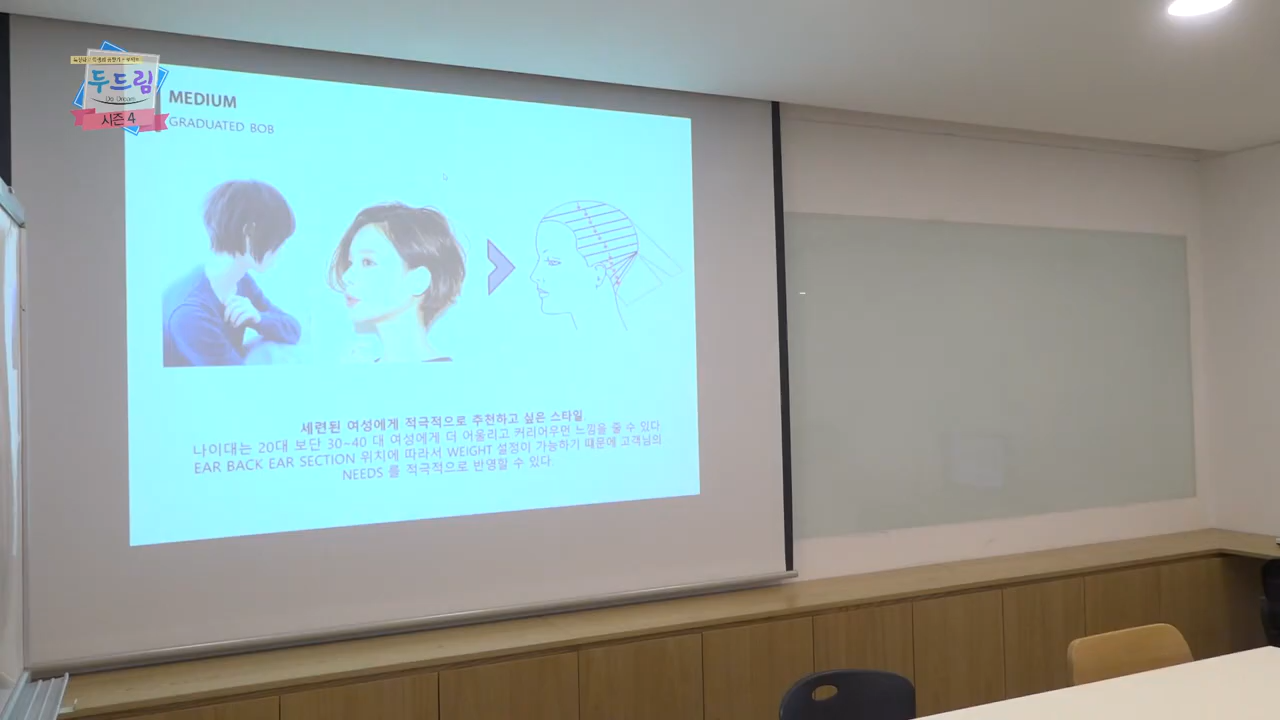 두드림
Do Dream
시즌 4
MEDIUM
GRADUATED BOB
세련된 여성에게 적극적으로 추천하고 싶은 스타일
나이대는 20대 보단 30~40 대 여성에게 더 어울리고 커리어우먼 느낌을 줄 수 있다
EAR BACK EAR SECTION 위치에 따라서 WEIGHT 설정이 가능하기 때문에 고객님의
NEEDS 를 적극적으로 반영할 수 있다.